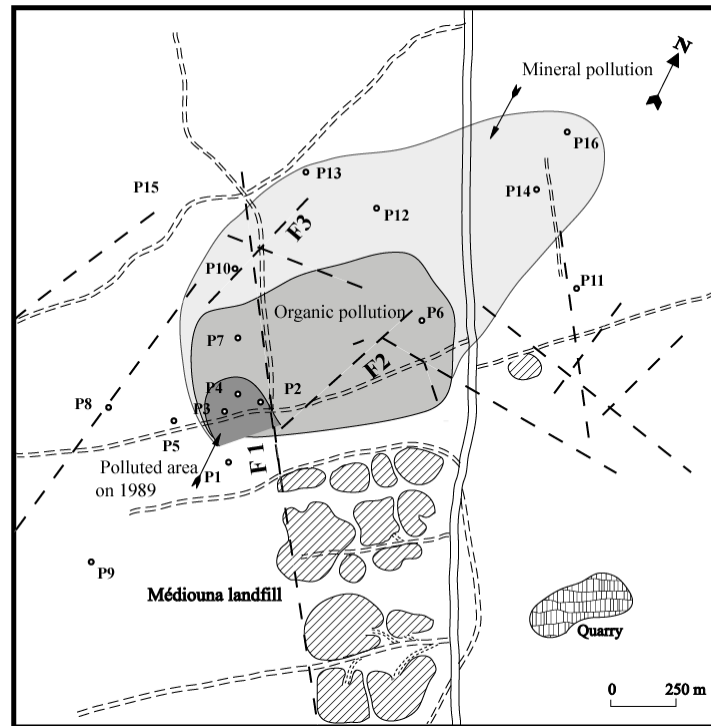 N
Mineral pollution
P16
P13
P15
P14
P12
F3
P10
P11
Organic pollution
P6
P7
F2
P4
P2
P8
P3
P5
F 1
Polluted area
on 1989
P1
P9
Médiouna landfill
Quarry
0 250 m